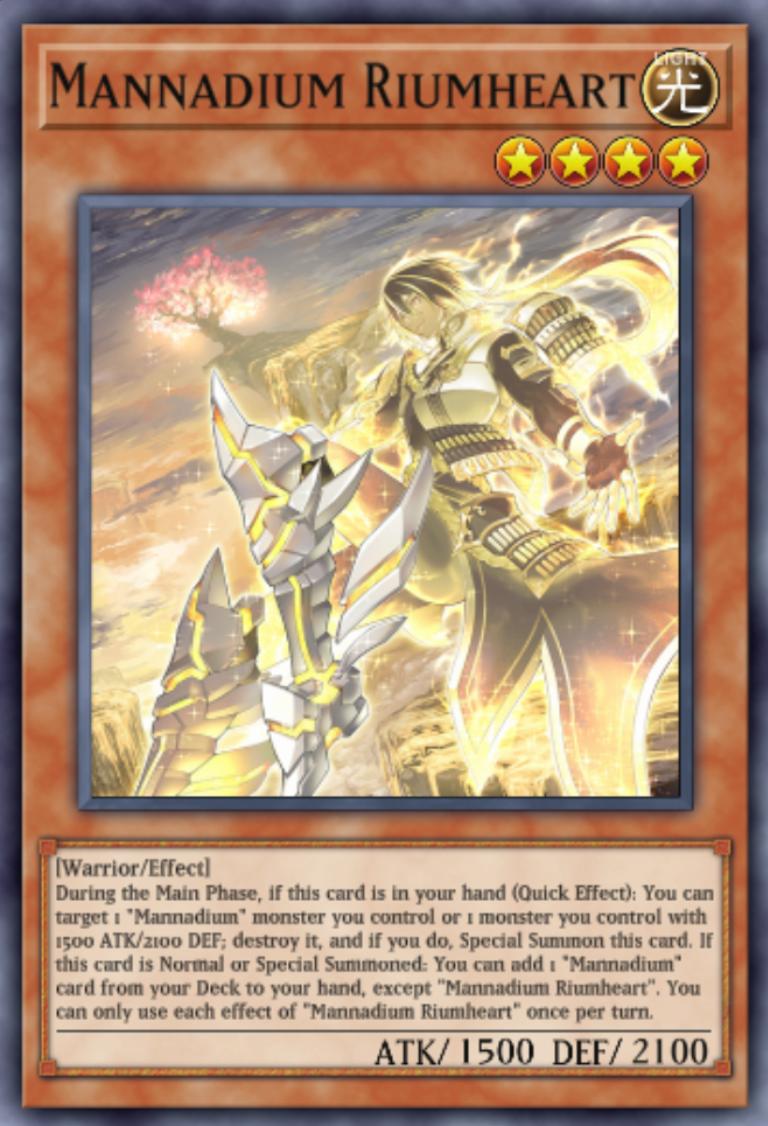 MANNADIUM RIUMHEART
LIGHT
光
[Warrior/Effect]
During the Main Phase, if this card is in your hand (Quick Effect): You can
target 1 "Mannadium" monster you control or 1 monster you control with
1500 ATK/2100 DEF; destroy it, and if you do, Special Summon this card. If
this card is Normal or Special Summoned: You can add 1 "Mannadium"
card from your Deck to your hand, except "Mannadium Riumheart". You
can only use each effect of "Mannadium Riumheart" once per turn.
ATK/ 1500 DEF/ 2100